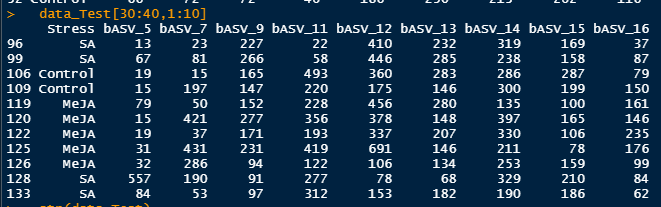 > data_Test[30:40,1:10]
Stress bASV_5 bASV_7 bASV_9 bASV_11 bASV_12 bASV_13 bASV_14 bASV_15 bASV_16
96 SA 13 23 227 22 410 232 319 169 37
99 SA 67 81 266 58 446 285 238 158 87
106 Control 19 15 165 493 360 283 286 287 79
109 Control 15 197 147 220 175 146 300 199 150
119 MeJA 79 50 152 228 456 280 135 100 161
120 MeJA 15 421 277 356 378 148 397 165 146
122 MeJA 19 37 171 193 337 207 330 106 235
125 MeJA 31 431 231 419 691 146 211 78 176
126 MeJA 32 286 94 122 106 134 253 159 99
128 SA 557 190 91 277 78 68 329 210 84
133 SA 84 53 97 312 153 182 190 186 62